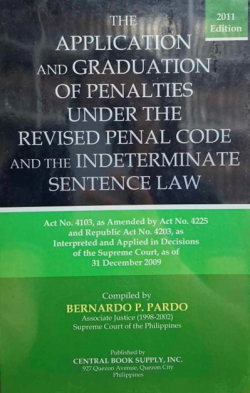 2011
Edition
THE
APPLICATION
AND GRADUATION
OF PENALTIES
UNDER THE
REVISED PENAL CODE
AND THE INDETERMINATE
SENTENCE LAW
Act No. 4103, as Amended by Act No. 4225
and Republic Act No. 4203, as
Interpreted and Applied in Decisions
of the Supreme Court, as of
31 December 2009
Compiled by
BERNARDO P. PARDO
Associate Justice (1998-2002)
Supreme Court of the Philippines
Published by
CENTRAL BOOK SUPPLY, INC.
927 Quezon Avenue, Quezon City
Philippines